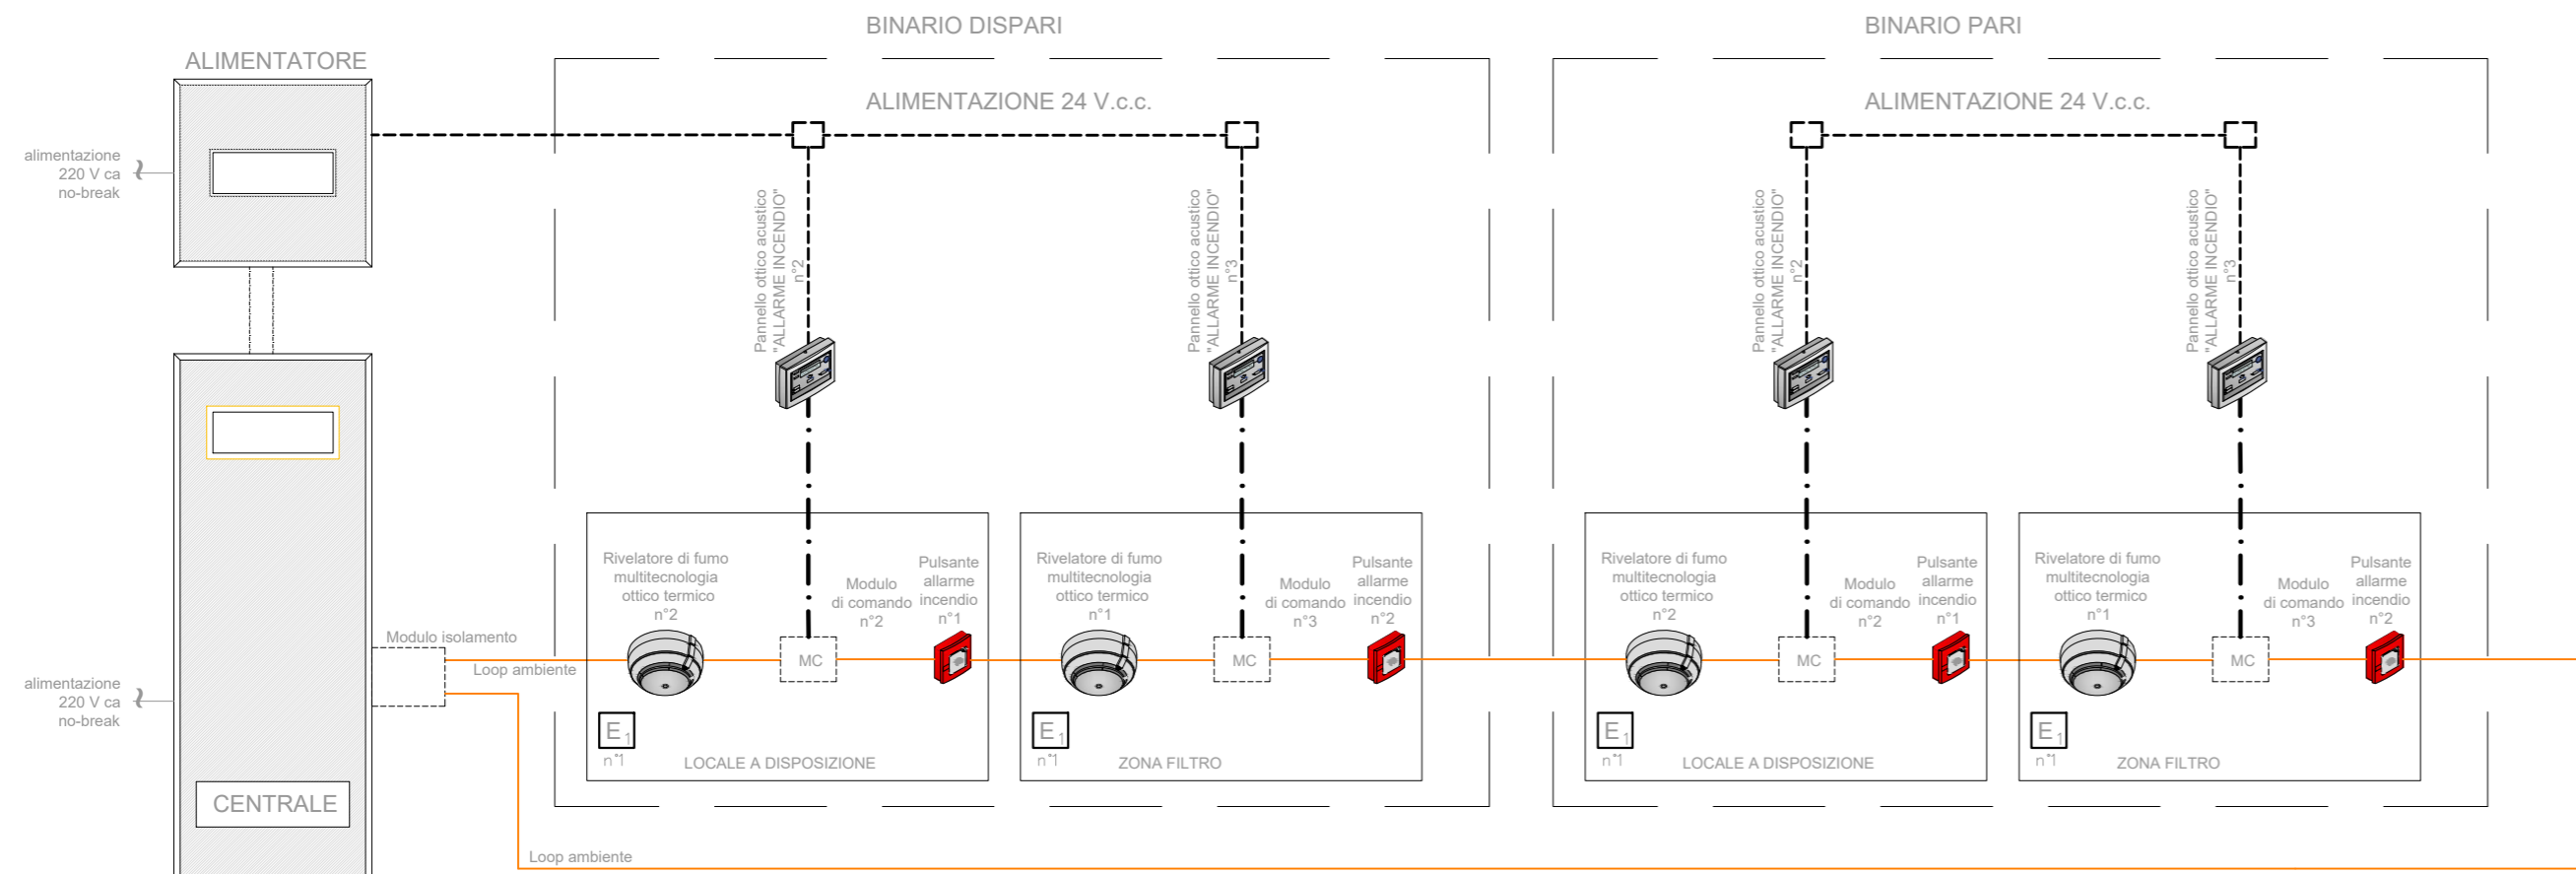 BINARIO DISPARI
BINARIO PARI
ALIMENTATORE
ALIMENTAZIONE 24 V.c.c.
ALIMENTAZIONE 24 V.c.c.
alimentazione
220 V ca
no-break
Pannello ottico acustico
"ALLARME INCENDIO"
n°2
Pannello ottico acustico
"ALLARME INCENDIO"
n°3
Pannello ottico acustico
"ALLARME INCENDIO"
n°2
Pannello ottico acustico
"ALLARME INCENDIO"
n°3
Rivelatore di fumo
multitecnologia
ottico termico
n°2
Modulo
di comando
n°2
Pulsante
allarme
incendio
n°1
Rivelatore di fumo
multitecnologia
ottico termico
n°1
Modulo
di comando
n°3
Pulsante
allarme
incendio
n°2
Rivelatore di fumo
multitecnologia
ottico termico
n°2
Modulo
di comando
n°2
Pulsante
allarme
incendio
n°1
Rivelatore di fumo
multitecnologia
ottico termico
n°1
Modulo
di comando
n°3
Pulsante
allarme
incendio
n°2
Modulo isolamento
Loop ambiente
MC
MC
MC
MC
alimentazione
220 V ca
no-break
E1
n°1
LOCALE A DISPOSIZIONE
E1
n°1
ZONA FILTRO
E1
n°1
LOCALE A DISPOSIZIONE
E1
n°1
ZONA FILTRO
CENTRALE
Loop ambiente